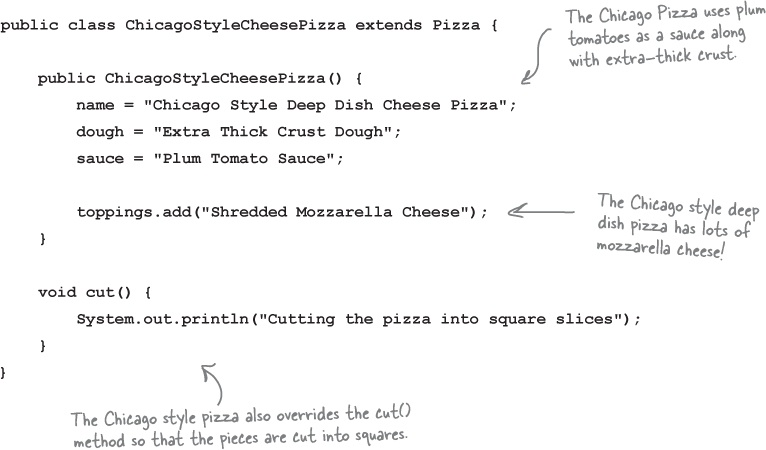 public class ChicagoStyleCheesePizza extends Pizza {
The Chicago Pizza uses plum
tomatoes as a sauce along
with extra-thick crust.
public ChicagoStyleCheesePizza() {
name = "Chicago Style Deep Dish Cheese Pizza";
dough = "Extra Thick Crust Dough";
sauce = "Plum Tomato Sauce";
toppings.add("Shredded Mozzarella Cheese");
The Chicago style deep
dish pizza has lots of
mozzarella cheese!
}
void cut() {
System.out.println("Cutting the pizza into square slices");
}
}
The Chicago style pizza also overrides the cut()
method so that the pieces are cut into squares.